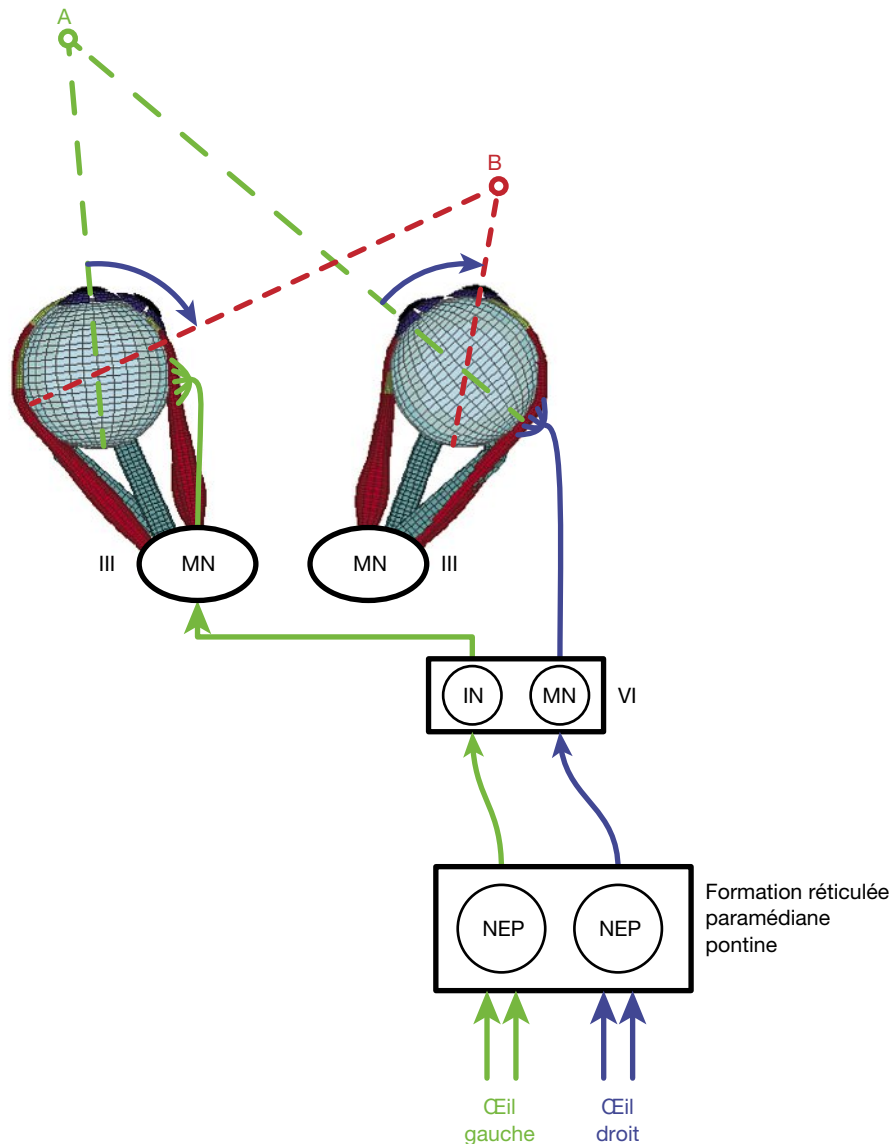 A
B
III
MN
MN
III
IN
MN
VI
NEP
NEP
Formation réticulée
paramédiane
pontine
Œil
gauche
Œil
droit